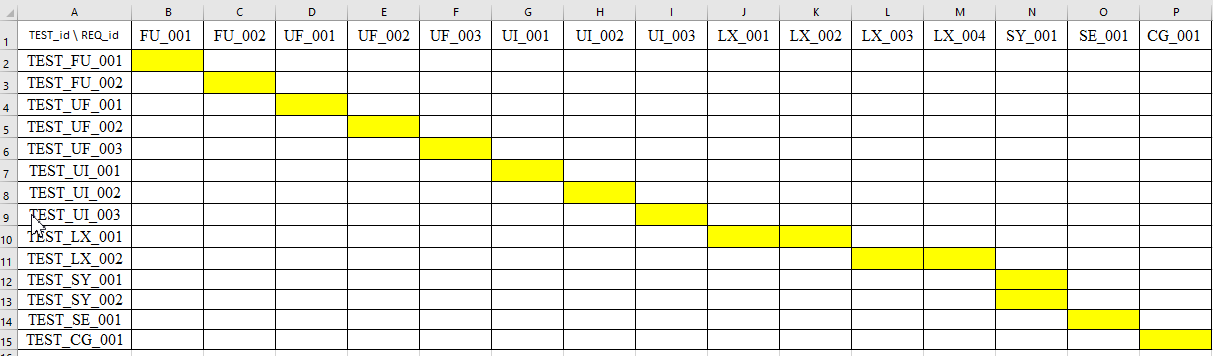 A B C D E F G H I J K L M N O P
1 TEST_id \ REQ_id FU_001 FU_002 UF_001 UF_002 UF_003 UI_001 UI_002 UI_003 LX_001 LX_002 LX_003 LX_004 SY_001 SE_001 CG_001
2 TEST_FU_001
3 TEST_FU_002
4 TEST_UF_001
5 TEST_UF_002
6 TEST_UF_003
7 TEST_UI_001
8 TEST_UI_002
9 TEST_UI_003
10 TEST_LX_001
11 TEST_LX_002
12 TEST_SY_001
13 TEST_SY_002
14 TEST_SE_001
15 TEST_CG_001